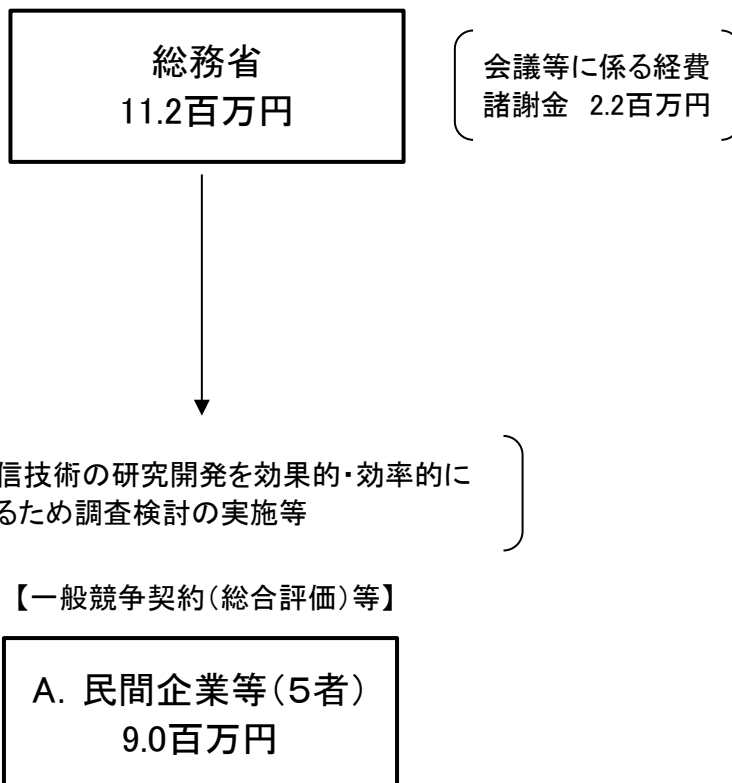 総務省
11.2百万円
会議等に係る経費
諸謝金 2.2百万円
信技術の研究開発を効果的・効率的に
るため調査検討の実施等
【一般競争契約（総合評価）等】
A. 民間企業等（5者）
9.0百万円